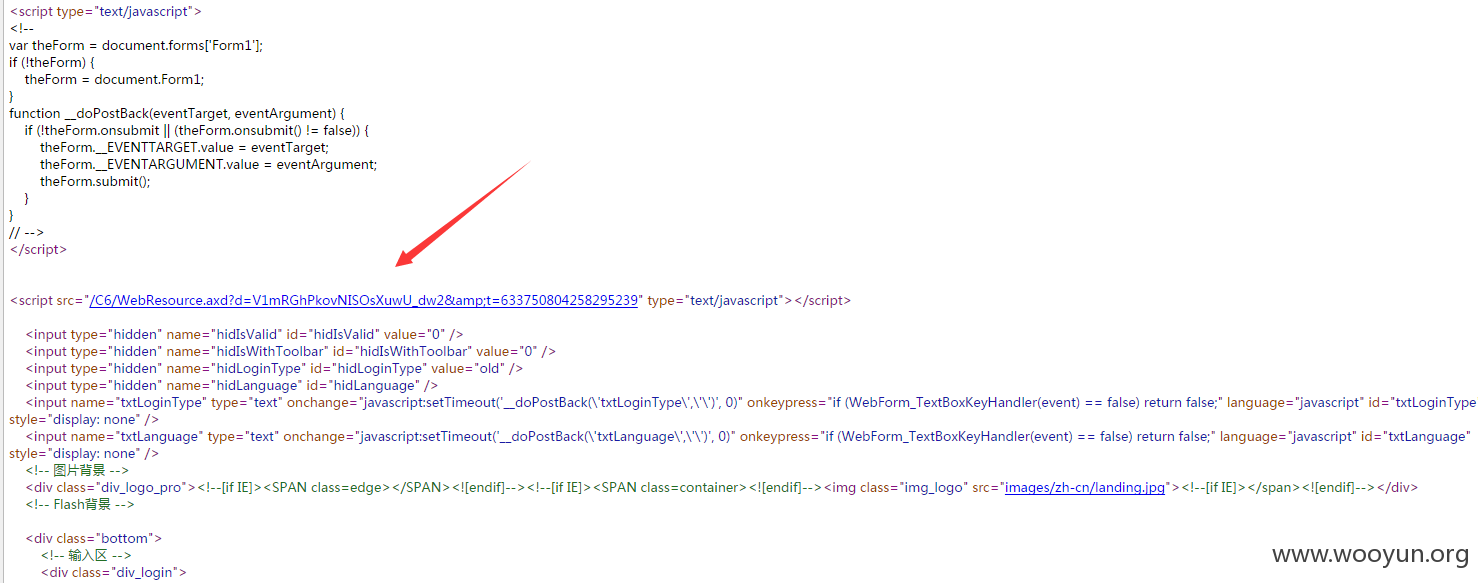 <script type="text/javascript">
<!--
var theForm = document.forms['Form1'];
if (!theForm) {
    theForm = document.Form1;
}
function __doPostBack(eventTarget, eventArgument) {
    if (!theForm.onsubmit || (theForm.onsubmit() != false)) {
        theForm.__EVENTTARGET.value = eventTarget;
        theForm.__EVENTARGUMENT.value = eventArgument;
        theForm.submit();
    }
}
// -->
</script>
<script src="/C6/WebResource.axd?d=V1mRGhPkovNISOsXuwU_dw2&amp;t=633750804258295239" type="text/javascript"></script>
    <input type="hidden" name="hidIsValid" id="hidIsValid" value="0" />
    <input type="hidden" name="hidIsWithToolbar" id="hidIsWithToolbar" value="0" />
    <input type="hidden" name="hidLoginType" id="hidLoginType" value="old" />
    <input type="hidden" name="hidLanguage" id="hidLanguage" />
    <input name="txtLoginType" type="text" onchange="javascript:setTimeout('__doPostBack(\'txtLoginType\',\'\')', 0)" onkeypress="if (WebForm_TextBoxKeyHandler(event) == false) return false;" language="javascript" id="txtLoginType
style="display: none" />
    <input name="txtLanguage" type="text" onchange="javascript:setTimeout('__doPostBack(\'txtLanguage\',\'\')', 0)" onkeypress="if (WebForm_TextBoxKeyHandler(event) == false) return false;" language="javascript" id="txtLanguage"
style="display: none" />
    <!-- 图片背景 -->
    <div class="div_logo_pro"><!--[if IE]><SPAN class=edge></SPAN><![endif]--><!--[if IE]><SPAN class=container><![endif]--><img class="img_logo" src="images/zh-cn/landing.jpg"><!--[if IE]></span><![endif]--></div>
    <!-- Flash背景 -->
    <div class="bottom">
        <!-- 输入区 -->
        <div class="div_login">
www.wooyun.org